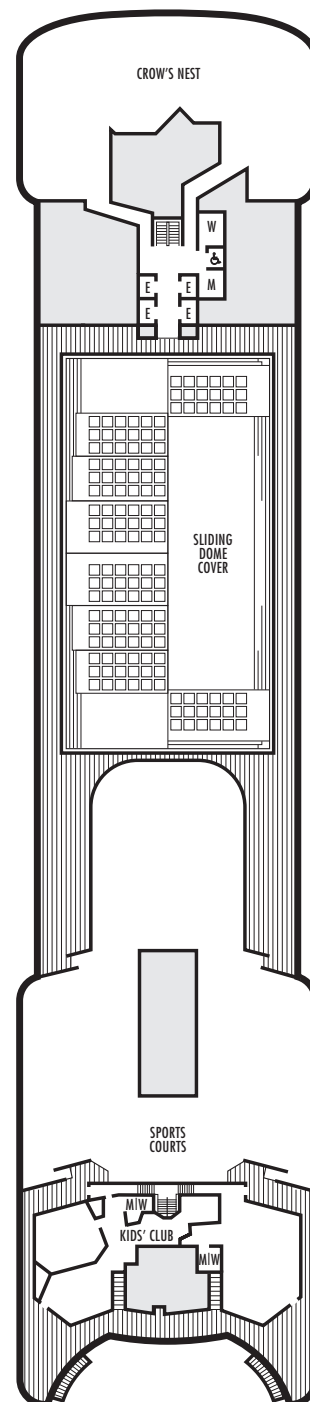 CROW'S NEST
W
M
E E
E E
SLIDING
DOME
COVER
SPORTS
COURTS
M|W
KIDS' CLUB
M|W